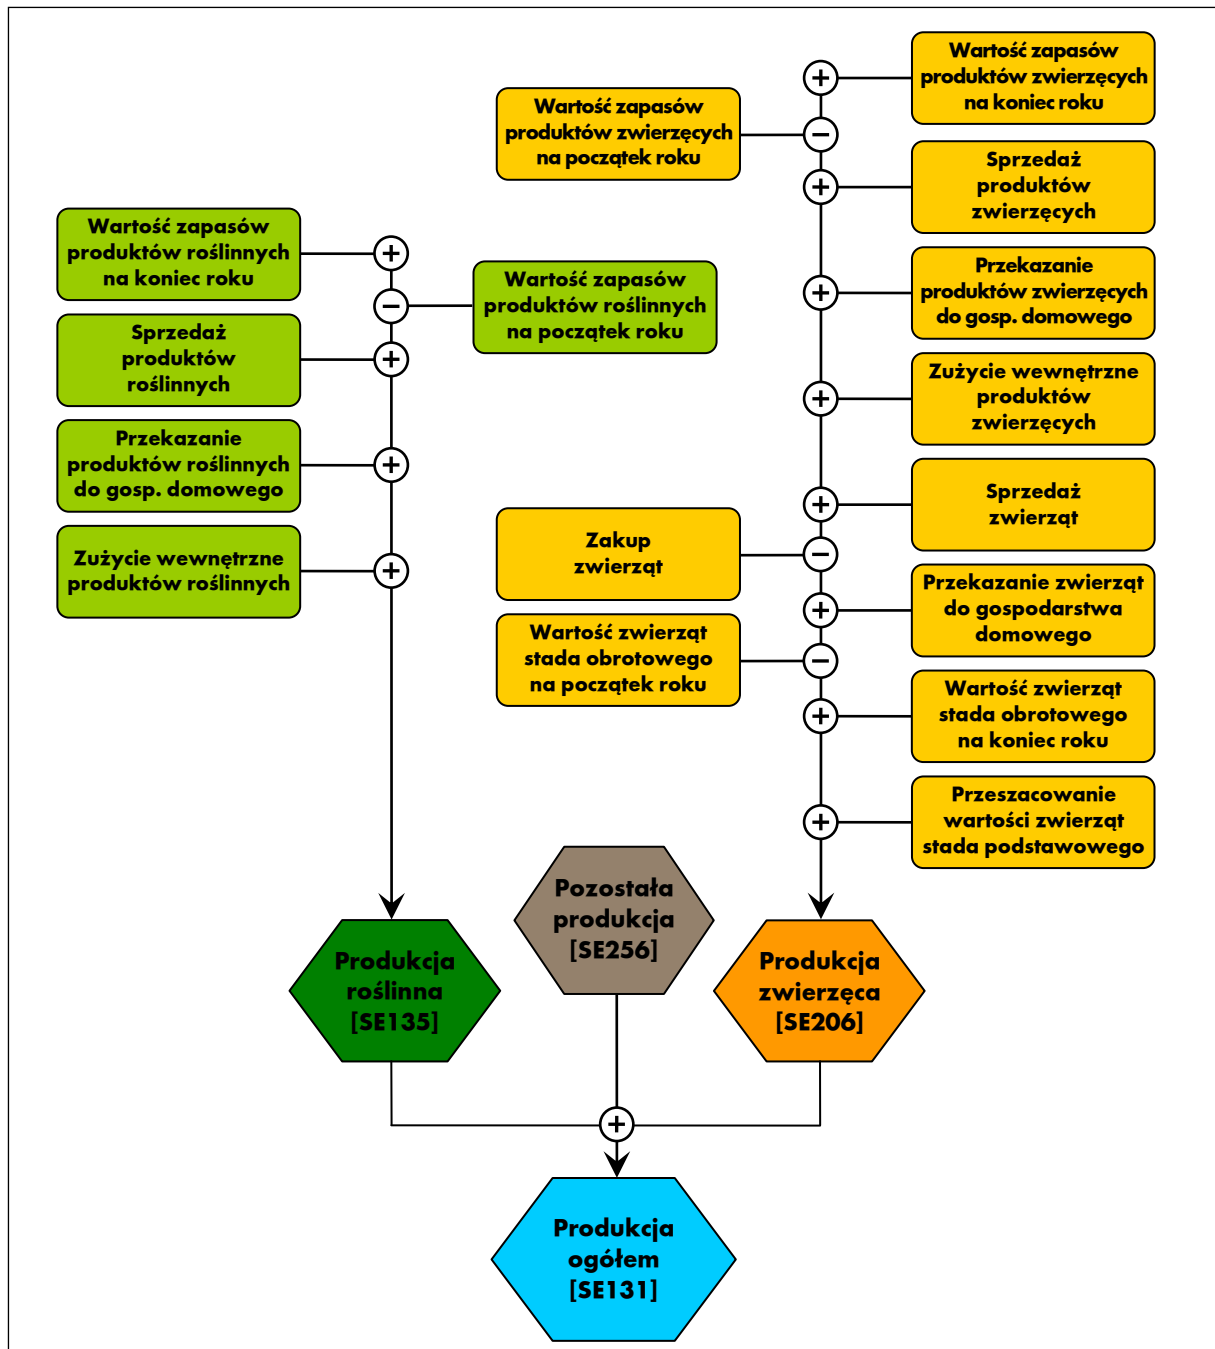 Wartość zapasów
produktów zwierzęcych
na koniec roku
Wartość zapasów
produktów zwierzęcych
na początek roku
Sprzedaż
produktów
zwierzęcych
Wartość zapasów
produktów roślinnych
na koniec roku
Wartość zapasów
produktów roślinnych
na początek roku
Przekazanie
produktów zwierzęcych
do gosp. domowego
Sprzedaż
produktów
roślinnych
Zużycie wewnętrzne
produktów
zwierzęcych
Przekazanie
produktów roślinnych
do gosp. domowego
Sprzedaż
zwierząt
Zakup
zwierząt
Zużycie wewnętrzne
produktów roślinnych
Przekazanie zwierząt
do gospodarstwa
domowego
Wartość zwierząt
stada obrotowego
na początek roku
Wartość zwierząt
stada obrotowego
na koniec roku
Przeszacowanie
wartości zwierząt
stada podstawowego
Pozostała
produkcja
[SE256]
Produkcja
roślinna
[SE135]
Produkcja
zwierzęca
[SE206]
Produkcja
ogółem
[SE131]